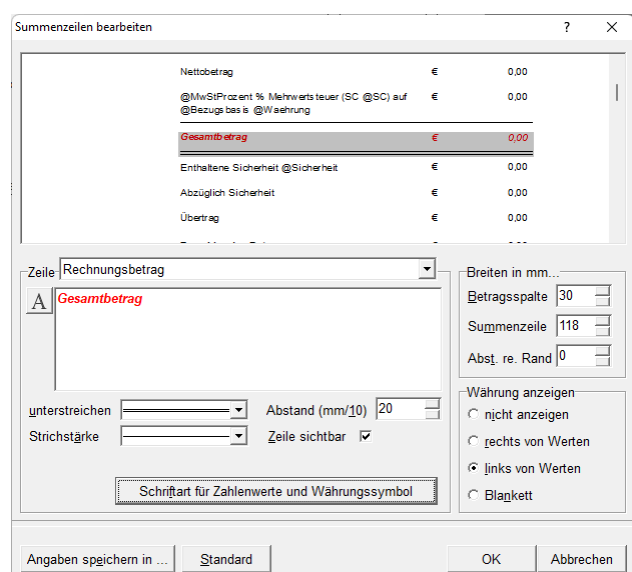 Summenzeilen bearbeiten ? ×
Nettobetrag € 0,00
@MwStProzent % Mehrwertsteuer (SC @SC) auf € 0,00
@Bezugsbasis @Waehrung
Gesamtbetrag € 0,00
Enthaltene Sicherheit @Sicherheit € 0,00
Abzüglich Sicherheit € 0,00
Übertrag € 0,00
Zeile Rechnungsbetrag
A Gesamtbetrag
unterstreichen Abstand (mm/10) 20
Strichstärke Zeile sichtbar
Schriftart für Zahlenwerte und Währungssymbol
Breiten in mm...
Betragsspalte 30
Summenzeile 118
Abst. re. Rand 0
Währung anzeigen
nicht anzeigen
rechts von Werten
links von Werten
Blankett
Angaben speichern in ... Standard OK Abbrechen